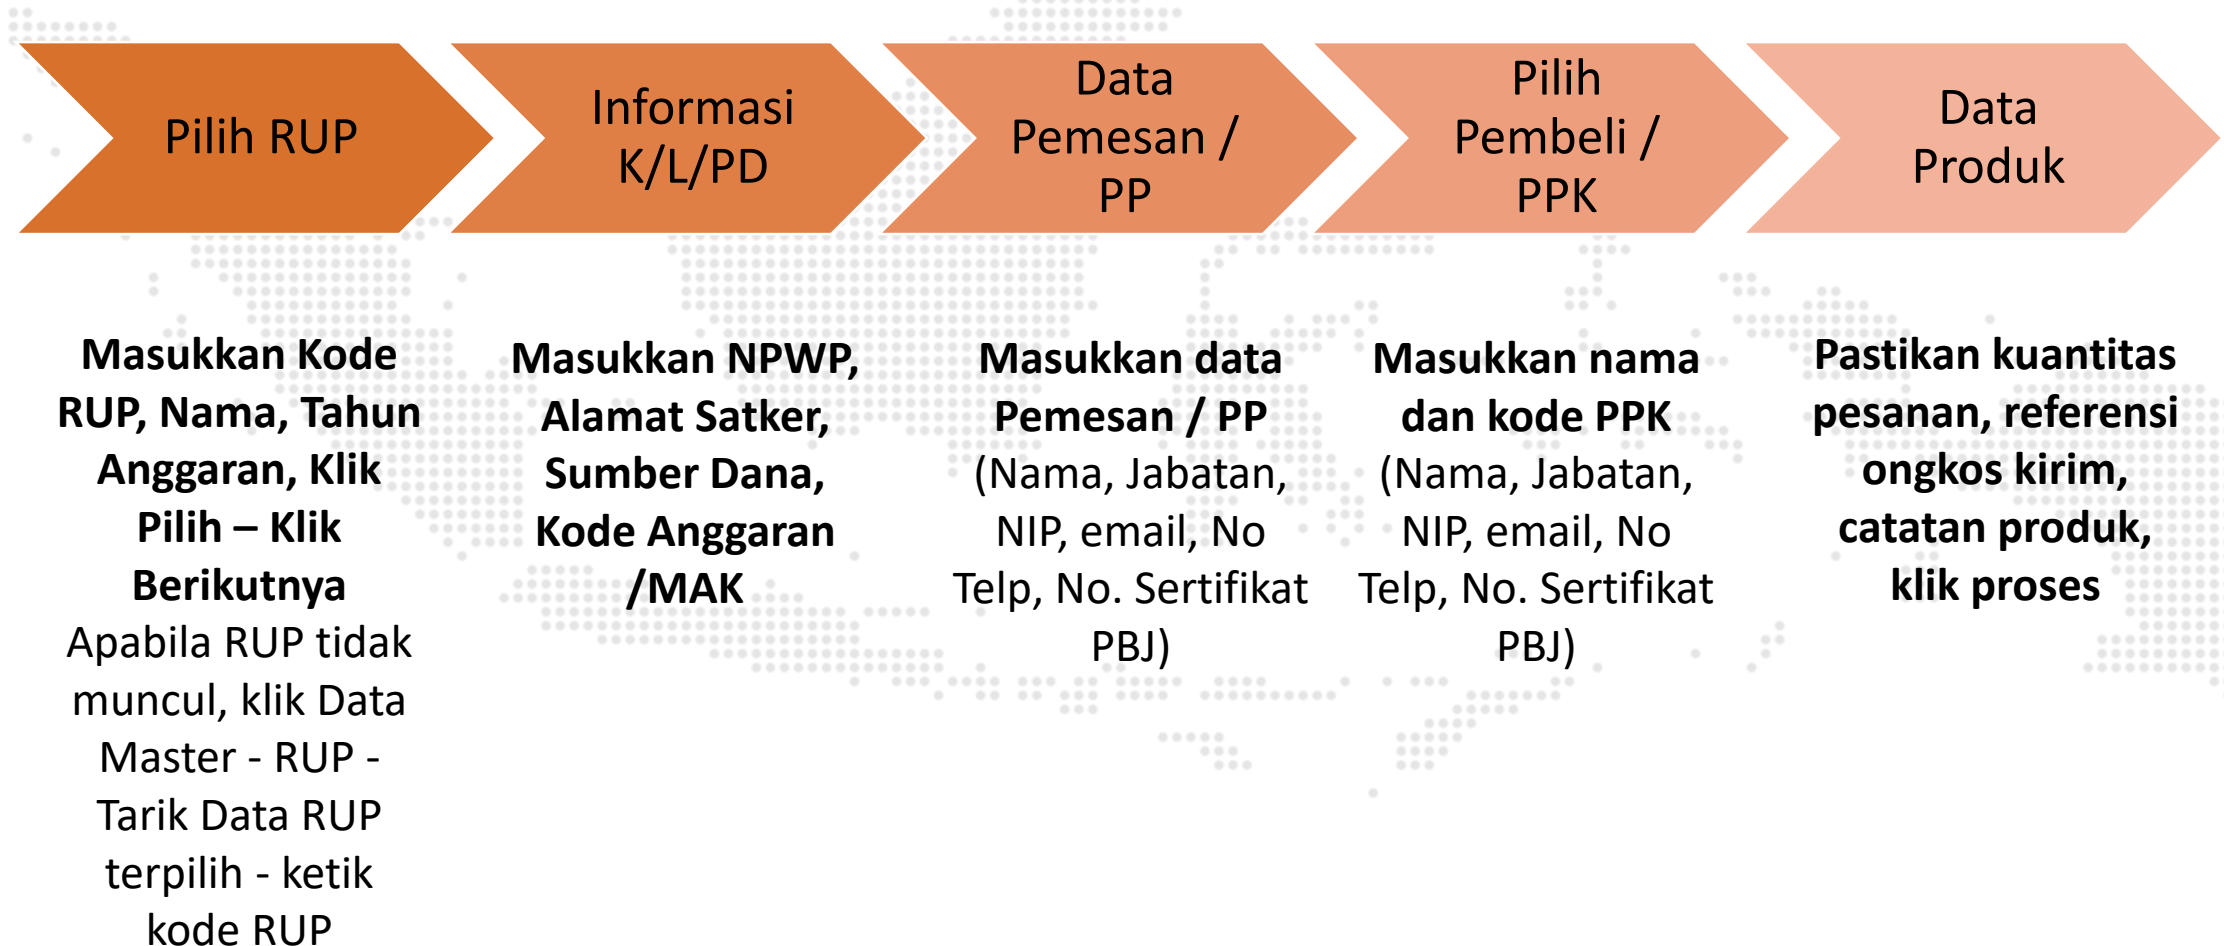 Pilih RUP
Informasi
K/L/PD
Data
Pemesan /
PP
Pilih
Pembeli /
PPK
Data
Produk
Masukkan Kode
RUP, Nama, Tahun
Anggaran, Klik
Pilih – Klik
Berikutnya
Apabila RUP tidak
muncul, klik Data
Master - RUP -
Tarik Data RUP
terpilih - ketik
kode RUP
Masukkan NPWP,
Alamat Satker,
Sumber Dana,
Kode Anggaran
/MAK
Masukkan data
Pemesan / PP
(Nama, Jabatan,
NIP, email, No
Telp, No. Sertifikat
PBJ)
Masukkan nama
dan kode PPK
(Nama, Jabatan,
NIP, email, No
Telp, No. Sertifikat
PBJ)
Pastikan kuantitas
pesanan, referensi
ongkos kirim,
catatan produk,
klik proses